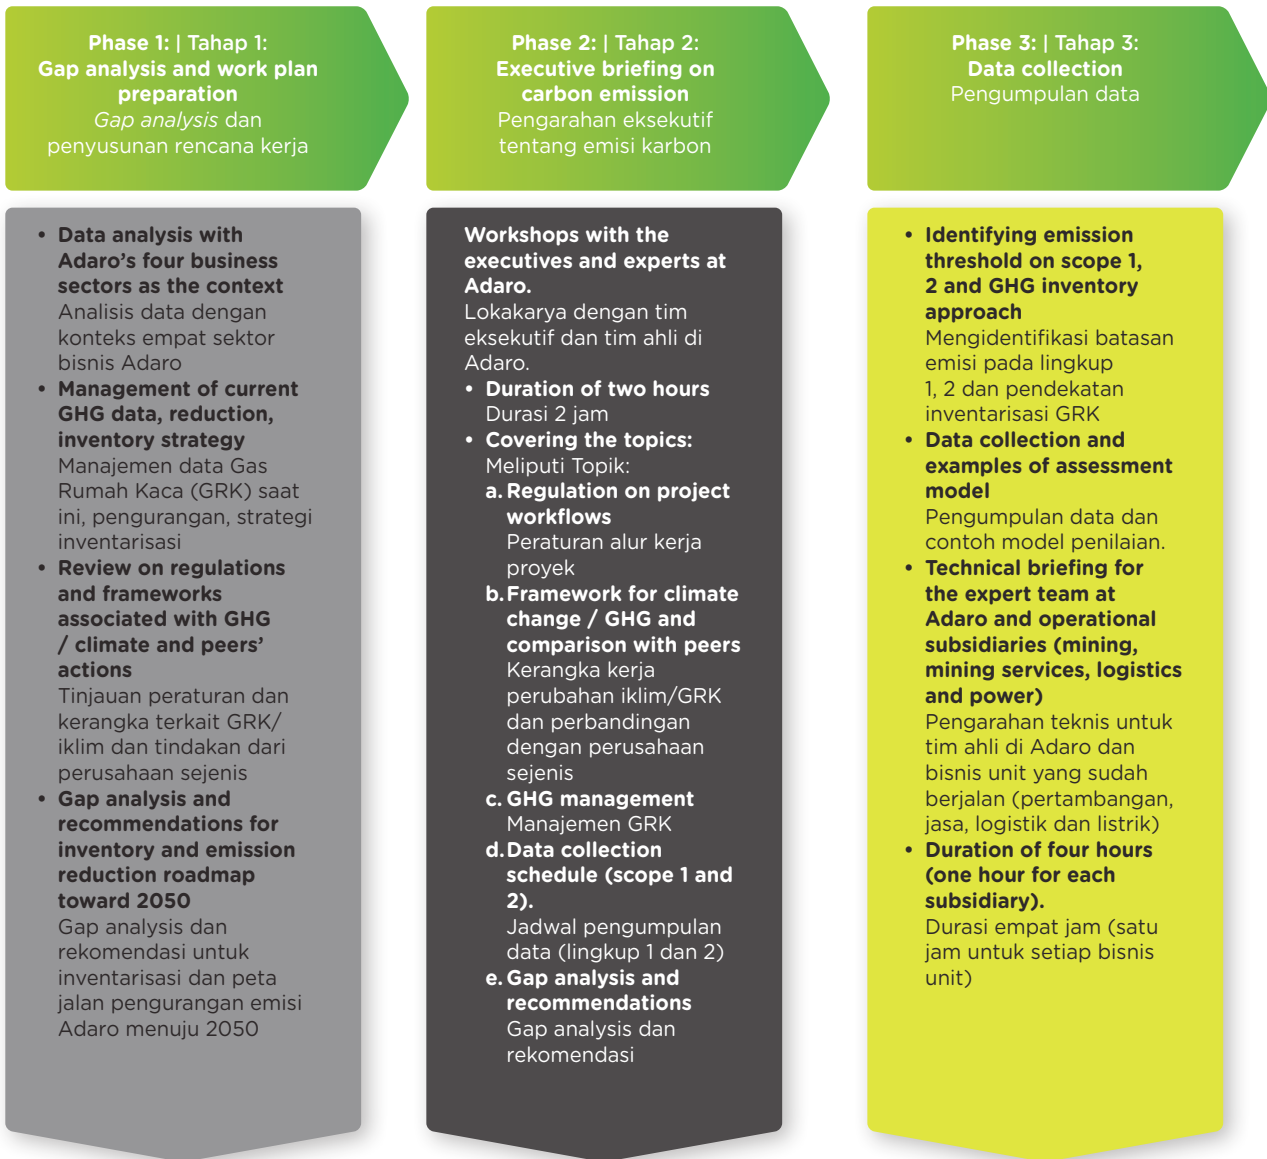 Phase 1: | Tahap 1:
Gap analysis and work plan
preparation
Gap analysis dan
penyusunan rencana kerja
Phase 2: | Tahap 2:
Executive briefing on
carbon emission
Pengarahan eksekutif
tentang emisi karbon
Phase 3: | Tahap 3:
Data collection
Pengumpulan data
• Data analysis with
Adaro’s four business
sectors as the context
Analisis data dengan
konteks empat sektor
bisnis Adaro
• Management of current
GHG data, reduction,
inventory strategy
Manajemen data Gas
Rumah Kaca (GRK) saat
ini, pengurangan, strategi
inventarisasi
• Review on regulations
and frameworks
associated with GHG
/ climate and peers’
actions
Tinjauan peraturan dan
kerangka terkait GRK/
iklim dan tindakan dari
perusahaan sejenis
• Gap analysis and
recommendations for
inventory and emission
reduction roadmap
toward 2050
Gap analysis dan
rekomendasi untuk
inventarisasi dan peta
jalan pengurangan emisi
Adaro menuju 2050
Workshops with the
executives and experts at
Adaro.
Lokakarya dengan tim
eksekutif dan tim ahli di
Adaro.
• Duration of two hours
Durasi 2 jam
• Covering the topics:
Meliputi Topik:
a. Regulation on project
workflows
Peraturan alur kerja
proyek
b. Framework for climate
change / GHG and
comparison with peers
Kerangka kerja
perubahan iklim/GRK
dan perbandingan
dengan perusahaan
sejenis
c. GHG management
Manajemen GRK
d. Data collection
schedule (scope 1 and
2).
Jadwal pengumpulan
data (lingkup 1 dan 2)
e. Gap analysis and
recommendations
Gap analysis dan
rekomendasi
• Identifying emission
threshold on scope 1,
2 and GHG inventory
approach
Mengidentifikasi batasan
emisi pada lingkup
1, 2 dan pendekatan
inventarisasi GRK
• Data collection and
examples of assessment
model
Pengumpulan data dan
contoh model penilaian.
• Technical briefing for
the expert team at
Adaro and operational
subsidiaries (mining,
mining services, logistics
and power)
Pengarahan teknis untuk
tim ahli di Adaro dan
bisnis unit yang sudah
berjalan (pertambangan,
jasa, logistik dan listrik)
• Duration of four hours
(one hour for each
subsidiary).
Durasi empat jam (satu
jam untuk setiap bisnis
unit)